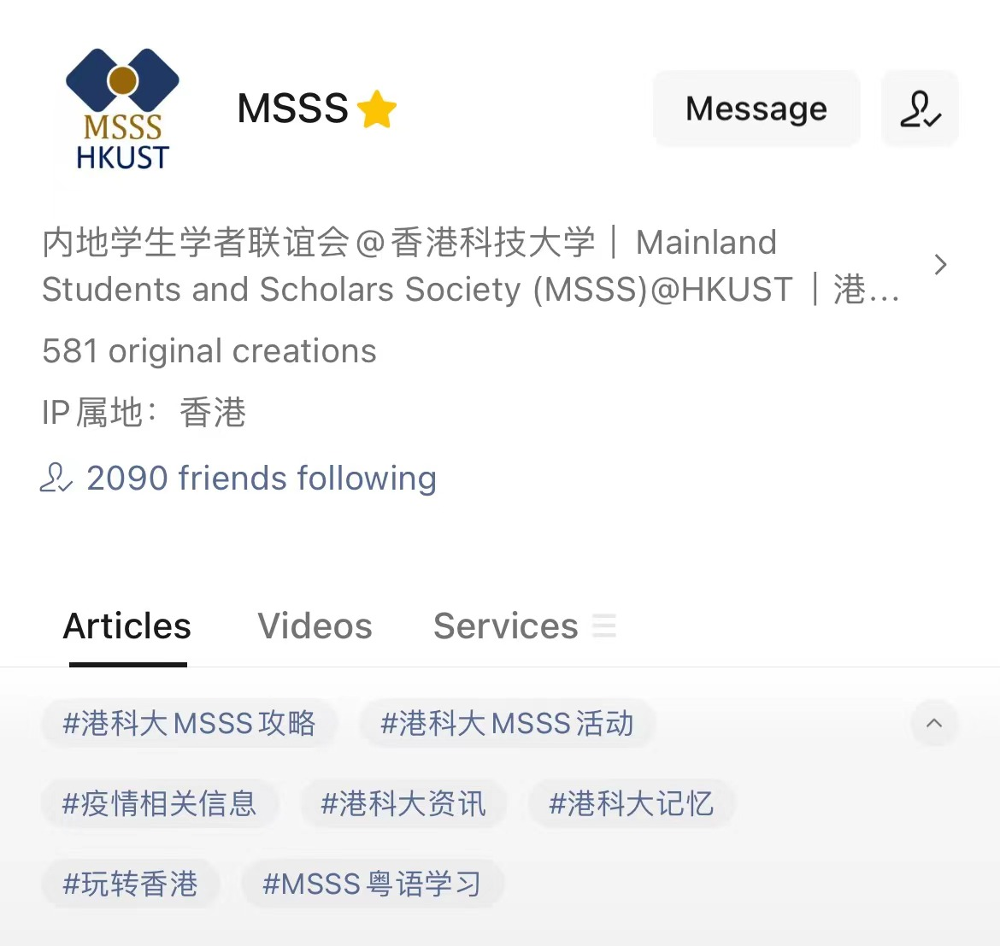 MSSS
HKUST
MSSS
Message
内地学生学者联谊会@香港科技大学｜ Mainland
Students and Scholars Society (MSSS)@HKUST｜港...
581 original creations
IP属地： 香港
2090 friends following
Articles Videos Services
#港科大MSSS攻略 #港科大MSSS活动
#疫情相关信息 #港科大资讯 #港科大记忆
#玩转香港 #MSSS粤语学习